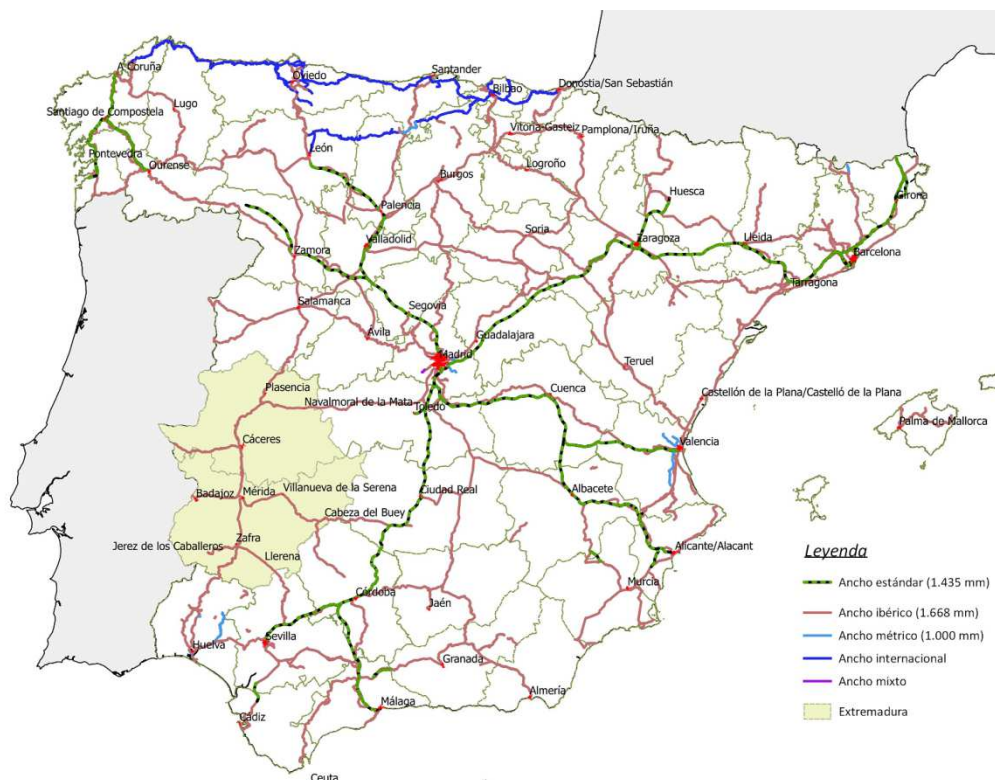 A Coruña
Oviedo
Santander
Bilbao
Donostia/San Sebastián
Lugo
Santiago de Compostela
Vitoria-Gasteiz
Pamplona/Iruña
León
Pontevedra
Ourense
Logroño
Burgos
Huesca
Girona
Palencia
Soria
Zaragoza
Lleida
Valladolid
Zamora
Barcelona
Tarragona
Salamanca
Segovia
Ávila
Guadalajara
Madrid
Teruel
Plasencia
Navalmoral de la Mata
Toledo
Cuenca
Castellón de la Plana/Castelló de la Plana
Palma de Mallorca
Cáceres
Valencia
Badajoz
Mérida
Villanueva de la Serena
Ciudad Real
Albacete
Cabeza del Buey
Zafra
Jerez de los Caballeros
Llerena
Alicante/Alacant
Murcia
Córdoba
Jaén
Sevilla
Huelva
Granada
Almería
Málaga
Cádiz
Ceuta
Leyenda
Ancho estándar (1.435 mm)
Ancho ibérico (1.668 mm)
Ancho métrico (1.000 mm)
Ancho internacional
Ancho mixto
Extremadura